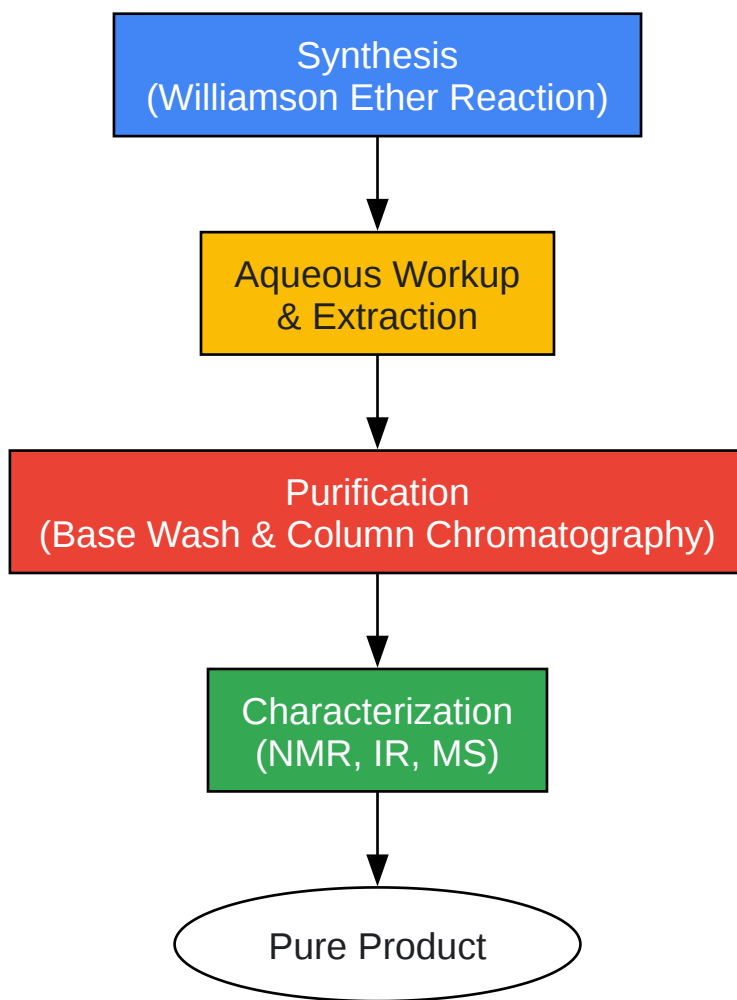 Synthesis
(Williamson Ether Reaction)
Aqueous Workup
& Extraction
Purification
(Base Wash & Column Chromatography)
Characterization
(NMR, IR, MS)
Pure Product